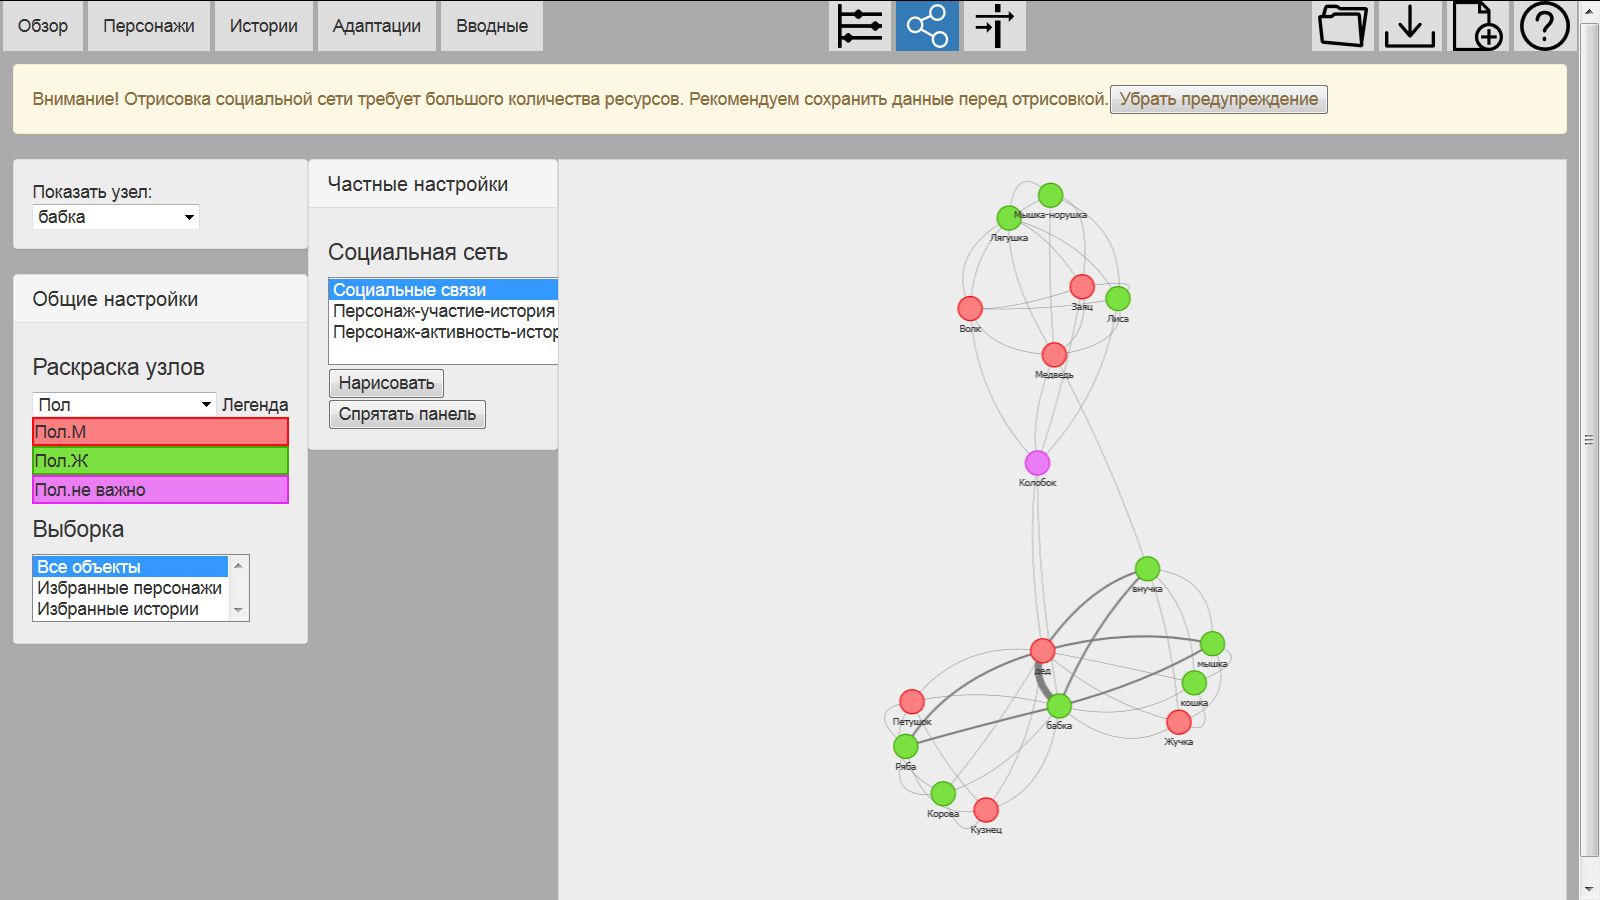 Обзор
Персонажи
Истории
Адаптации
Вводные
Внимание! Отрисовка социальной сети требует большого количества ресурсов. Рекомендуем сохранить данные перед отрисовкой.
Убрать предупреждение
Показать узел:
бабка
Общие настройки
Раскраска узлов
Пол
Легенда
Пол.М
Пол.Ж
Пол.не важно
Выборка
Все объекты
Избранные персонажи
Избранные истории
Частные настройки
Социальная сеть
Социальные связи
Персонаж-участие-история
Персонаж-активность-истор
Нарисовать
Спрятать панель
Мышка-норушка
Лягушка
Заяц
Лиса
Волк
Медведь
Колобок
внучка
мышка
дед
кошка
Петушок
бабка
Жучка
Ряба
Корова
Кузнец